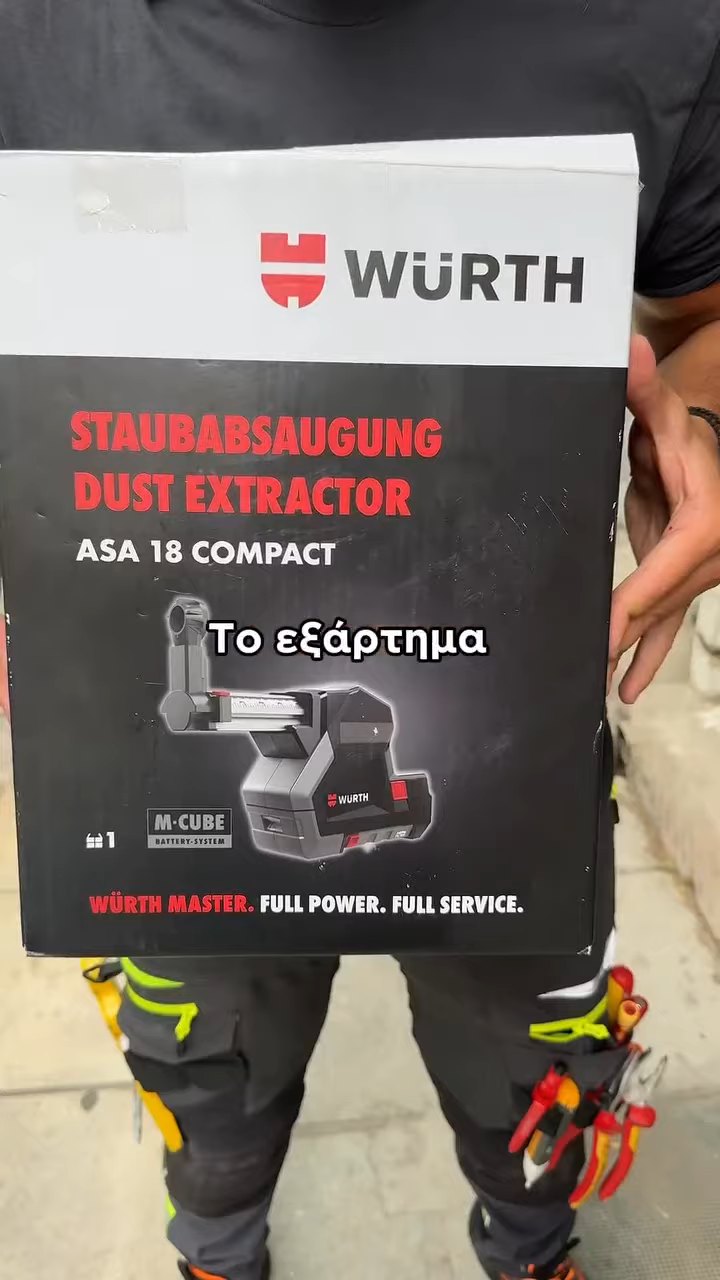 WÜRTH
STAUBABSAUGUNG
DUST EXTRACTOR
ASA 18 COMPACT
Το εξάρτημα
WÜRTH
1
M-CUBE
BATTERY-SYSTEM
WÜRTH MASTER. FULL POWER. FULL SERVICE.